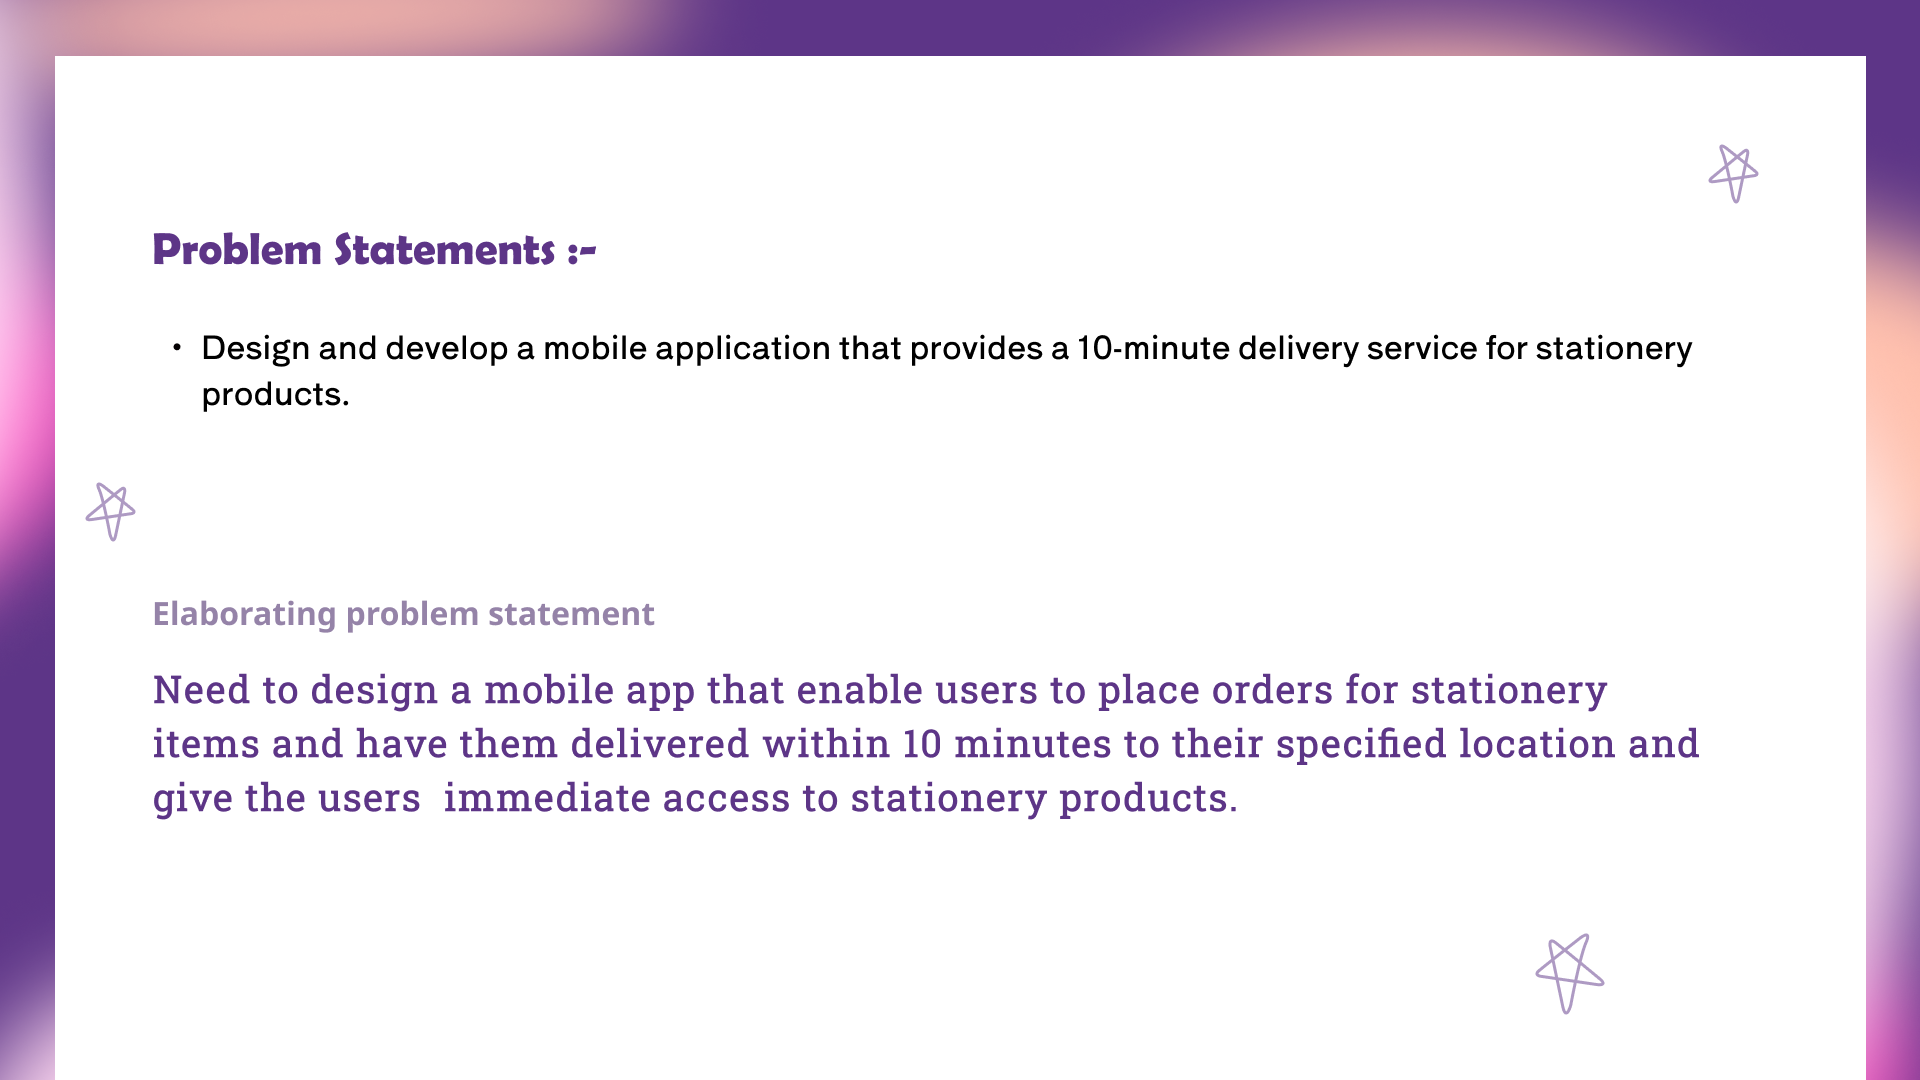 Problem Statements :-
• Design and develop a mobile application that provides a 10-minute delivery service for stationery
products.
Elaborating problem statement
Need to design a mobile app that enable users to place orders for stationery
items and have them delivered within 10 minutes to their specified location and
give the users  immediate access to stationery products.